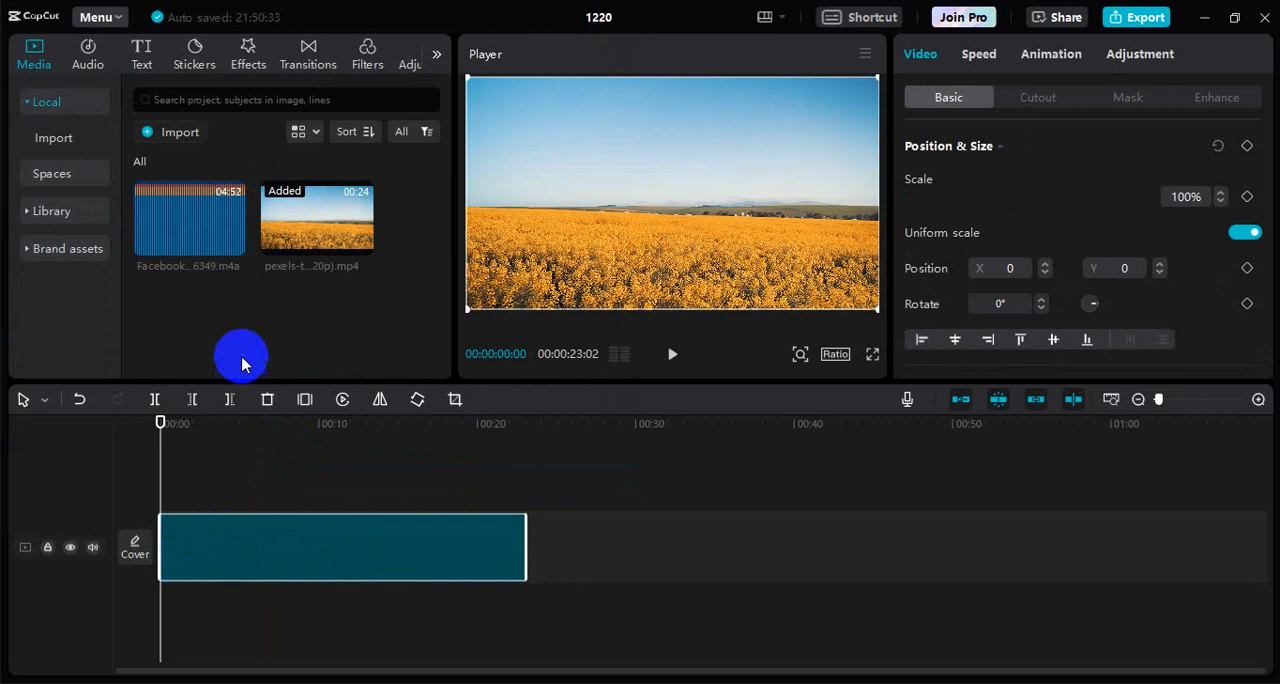 CapCut Menu Auto saved: 21:50:33 1220 Shortcut Join Pro Share Export
Media Audio Text Stickers Effects Transitions Filters Adju
Local
Import
Spaces
Library
Brand assets
Search project, subjects in image, lines
Import Sort All
All
04:52
Facebook...6349.m4a
Added 00:24
pexels-t...20p).mp4
Player
00:00:00:00 00:00:23:02 Ratio
Video Speed Animation Adjustment
Basic Cutout Mask Enhance
Position & Size
Scale
100%
Uniform scale
Position X 0 Y 0
Rotate 0°
00:00 00:10 00:20 00:30 00:40 00:50 01:00
Cover